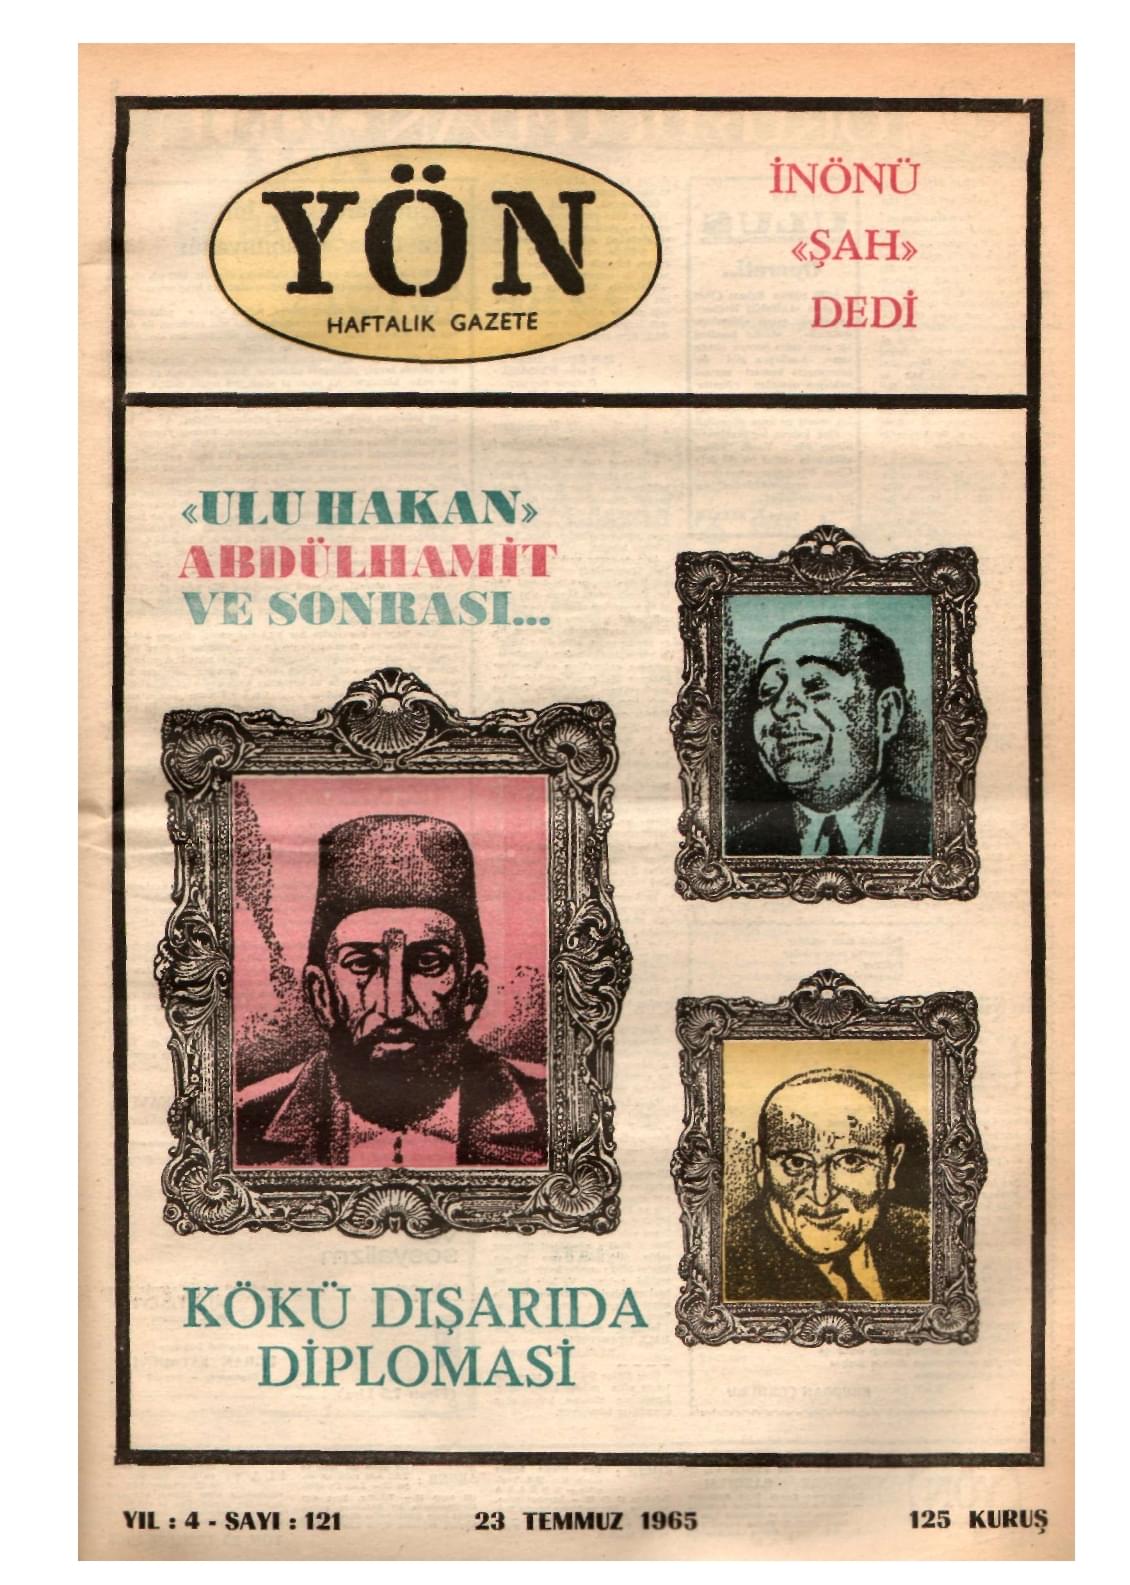 YÖN
HAFTALIK GAZETE
İNÖNÜ
«ŞAH»
DEDİ
«ULU HAKAN»
ABDÜLHAMİT
VE SONRASI...
KÖKÜ DIŞARIDA
DİPLOMASİ
YIL : 4 - SAYI : 121
23 TEMMUZ 1965
125 KURUŞ